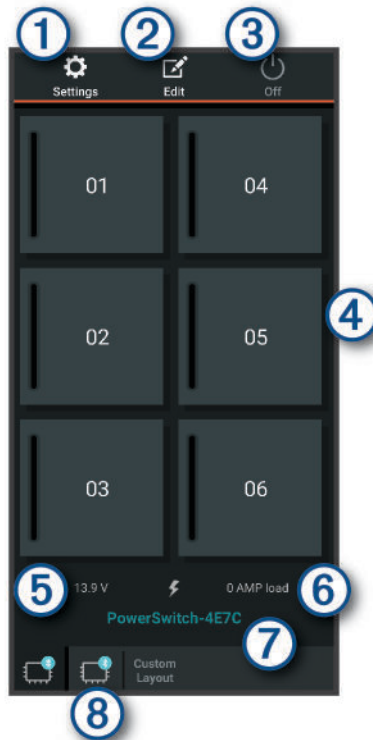 1 2 3
Settings Edit Off
01 04
4
02 05
03 06
5 13.9 V 0 AMP load 6
PowerSwitch-4E7C
7
Custom
Layout
8